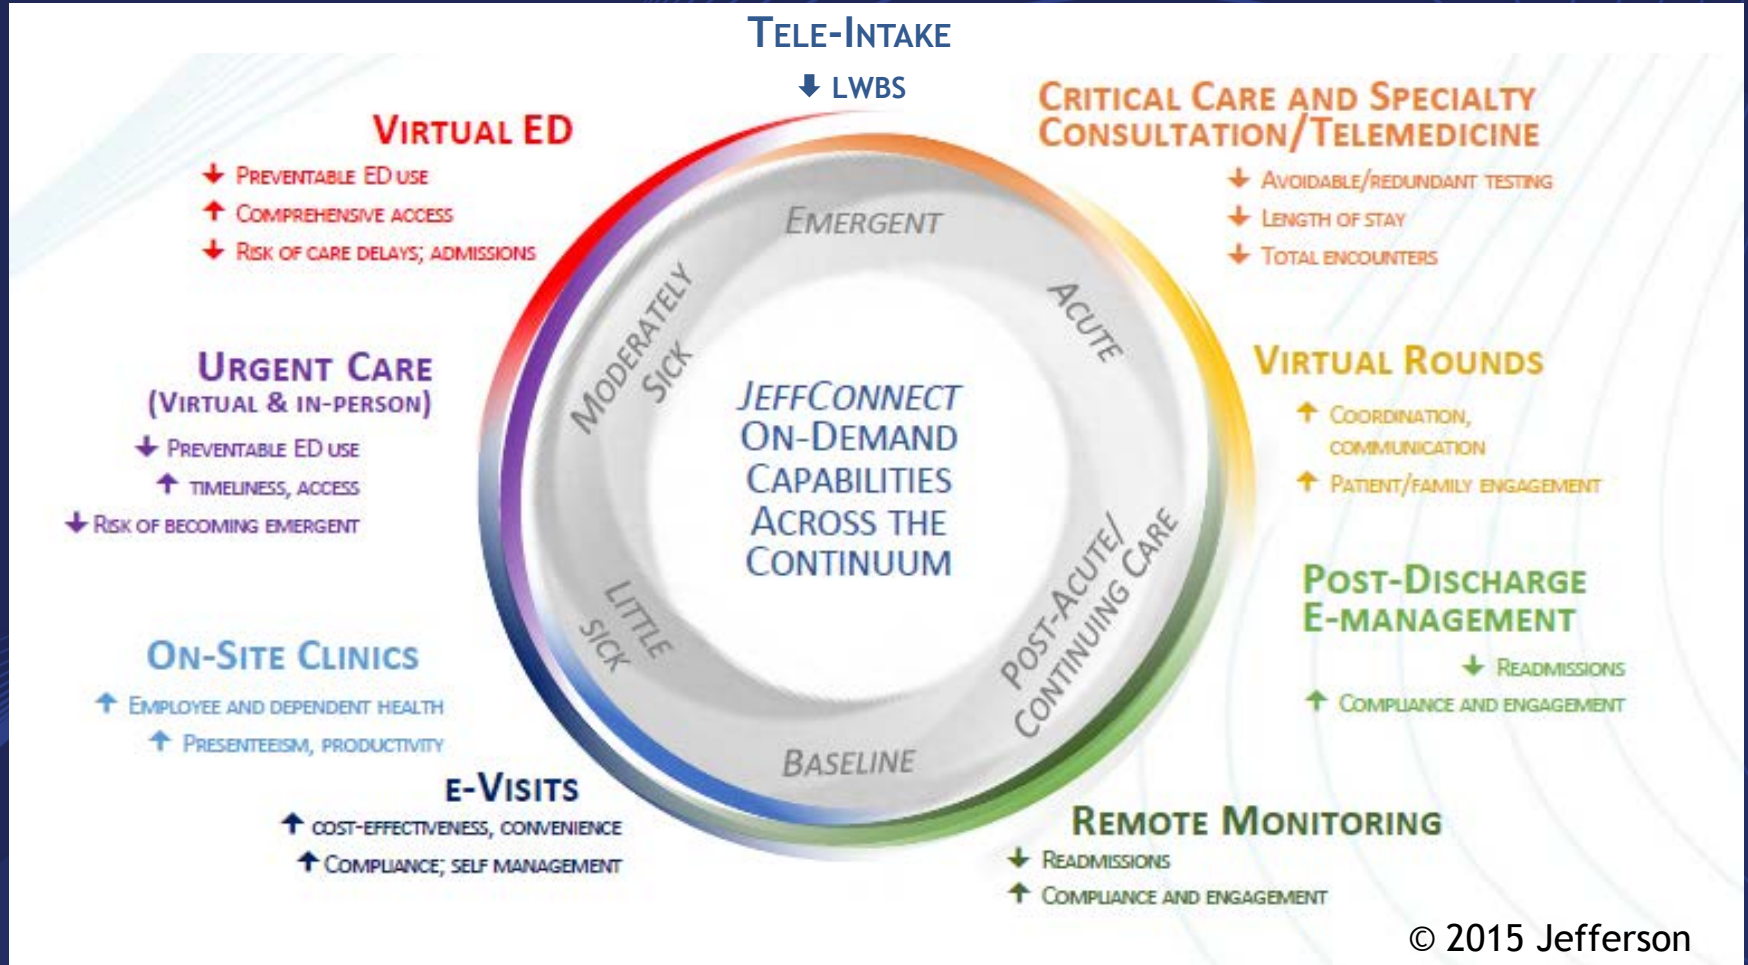 TELE-INTAKE
⬇ LWBS
VIRTUAL ED
↓ PREVENTABLE ED USE
↑ COMPREHENSIVE ACCESS
↓ RISK OF CARE DELAYS; ADMISSIONS
CRITICAL CARE AND SPECIALTY
CONSULTATION/TELEMEDICINE
↓ AVOIDABLE/REDUNDANT TESTING
↓ LENGTH OF STAY
↓ TOTAL ENCOUNTERS
URGENT CARE
(VIRTUAL & IN-PERSON)
↓ PREVENTABLE ED USE
↑ TIMELINESS, ACCESS
↓ RISK OF BECOMING EMERGENT
VIRTUAL ROUNDS
↑ COORDINATION,
COMMUNICATION
↑ PATIENT/FAMILY ENGAGEMENT
ON-SITE CLINICS
↑ EMPLOYEE AND DEPENDENT HEALTH
↑ PRESENTEEISM, PRODUCTIVITY
POST-DISCHARGE
E-MANAGEMENT
↓ READMISSIONS
↑ COMPLIANCE AND ENGAGEMENT
E-VISITS
↑ COST-EFFECTIVENESS, CONVENIENCE
↑ COMPLIANCE; SELF MANAGEMENT
REMOTE MONITORING
↓ READMISSIONS
↑ COMPLIANCE AND ENGAGEMENT
EMERGENT
ACUTE
POST-ACUTE/
CONTINUING CARE
BASELINE
LITTLE
SICK
MODERATELY
SICK
JEFFCONNECT
ON-DEMAND
CAPABILITIES
ACROSS THE
CONTINUUM
© 2015 Jefferson